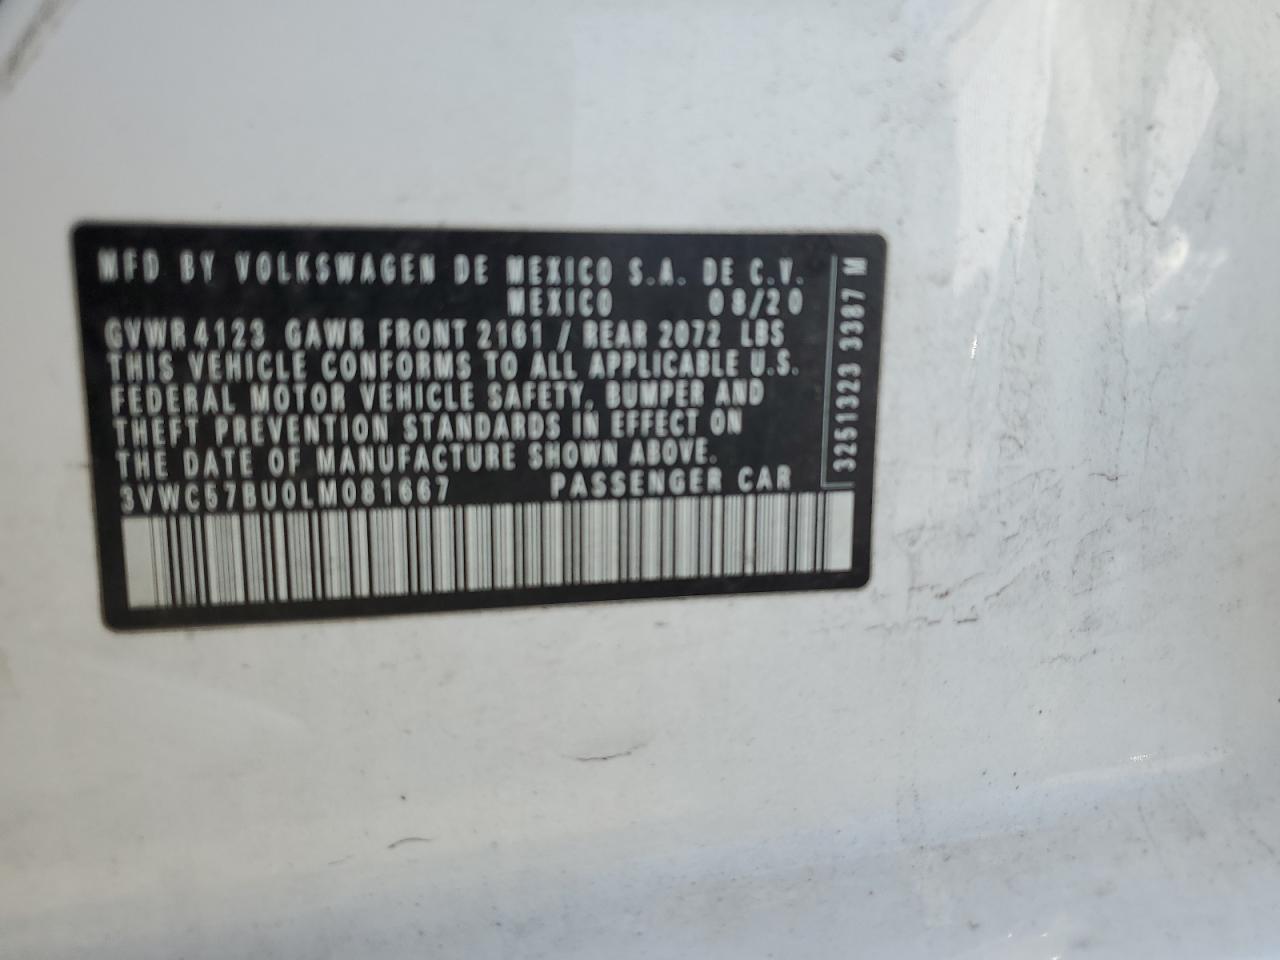 MFD BY VOLKSWAGEN DE MEXICO S.A. DE C.V.
MEXICO 08/20
GVWR 4123 GAWR FRONT 2161 / REAR 2072 LBS
THIS VEHICLE CONFORMS TO ALL APPLICABLE U.S.
FEDERAL MOTOR VEHICLE SAFETY, BUMPER AND
THEFT PREVENTION STANDARDS IN EFFECT ON
THE DATE OF MANUFACTURE SHOWN ABOVE.
3VWC57BU0LM081667 PASSENGER CAR
3251323 3387 M